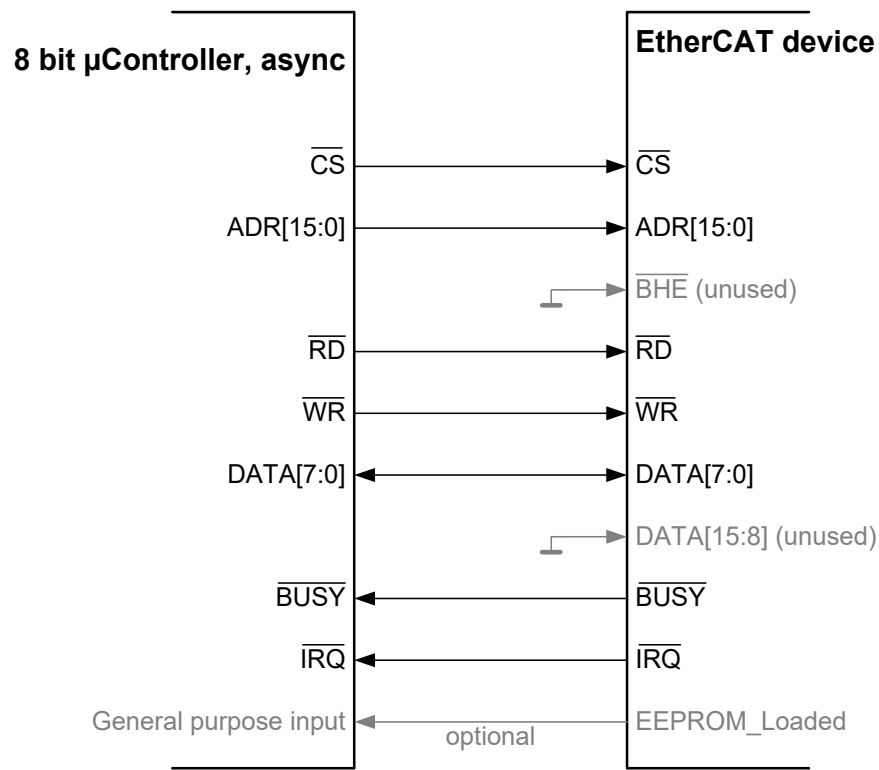 8 bit µController, async
EtherCAT device
CS CS
ADR[15:0] ADR[15:0]
BHE (unused)
RD RD
WR WR
DATA[7:0] DATA[7:0]
DATA[15:8] (unused)
BUSY BUSY
IRQ IRQ
General purpose input EEPROM_Loaded
optional